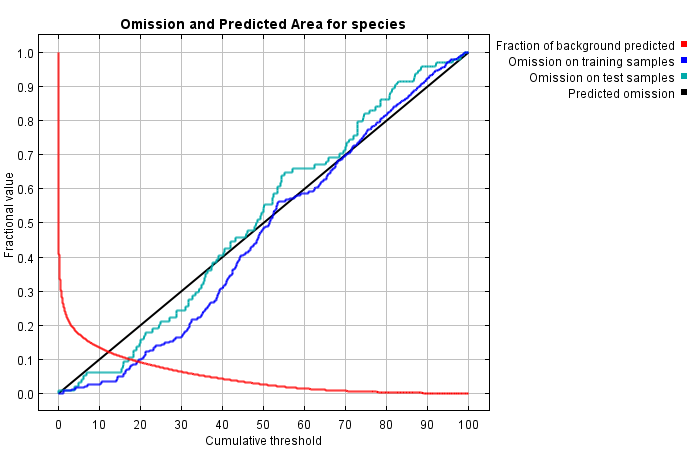 Omission and Predicted Area for species
Fraction of background predicted
Omission on training samples
Omission on test samples
Predicted omission
Fractional value
1.0
0.9
0.8
0.7
0.6
0.5
0.4
0.3
0.2
0.1
0.0
0 10 20 30 40 50 60 70 80 90 100
Cumulative threshold